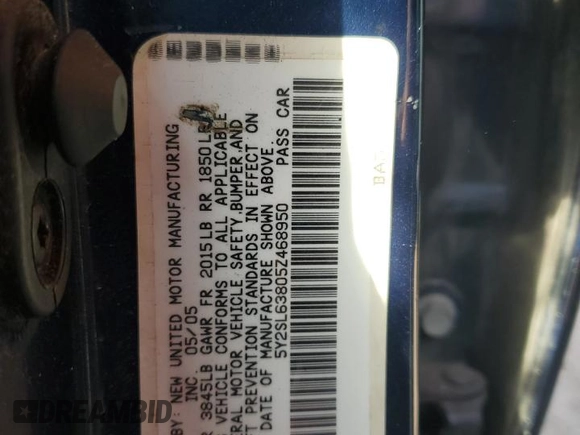 BY: NEW UNITED MOTOR MANUFACTURING
INC. 05/05
3845LB GAWR FR 2015LB RR 1850LB
VEHICLE CONFORMS TO ALL APPLICABLE
MOTOR VEHICLE SAFETY, BUMPER, AND
PREVENTION STANDARDS IN EFFECT ON
DATE OF MANUFACTURE SHOWN ABOVE.
5Y2SL63805Z468950 PASS CAR
DREAMBID